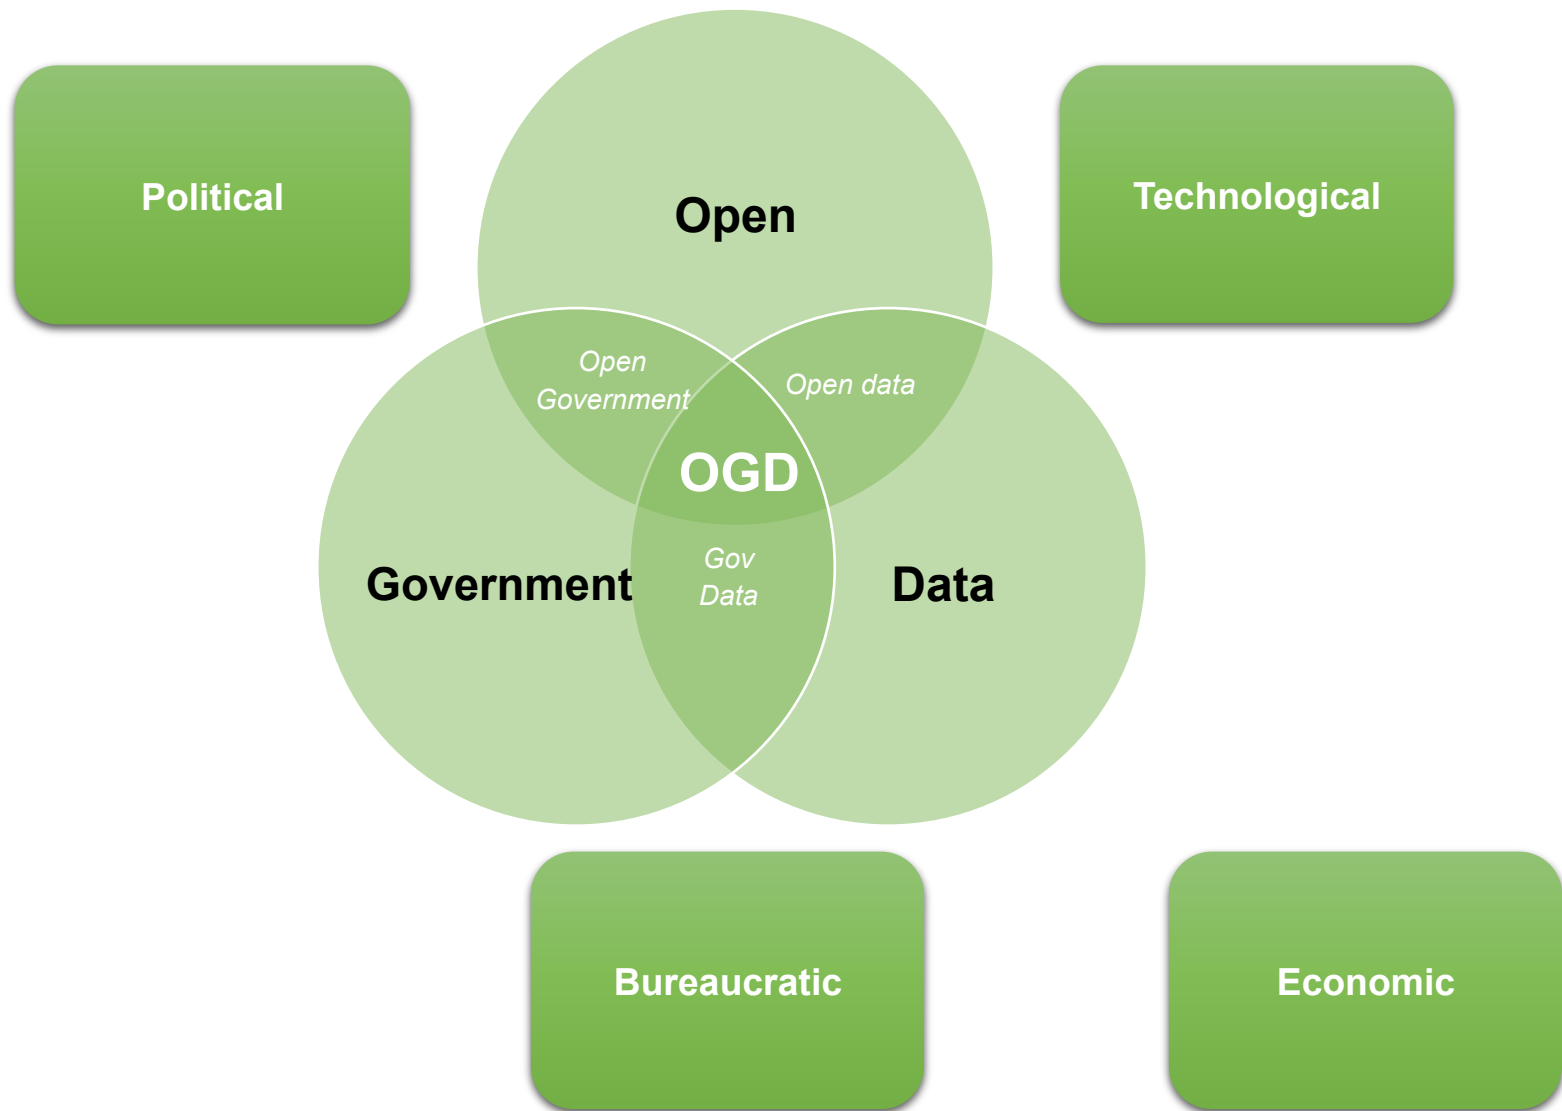 Political
Technological
Open
Open
Government
Open data
OGD
Gov
Data
Government
Data
Bureaucratic
Economic